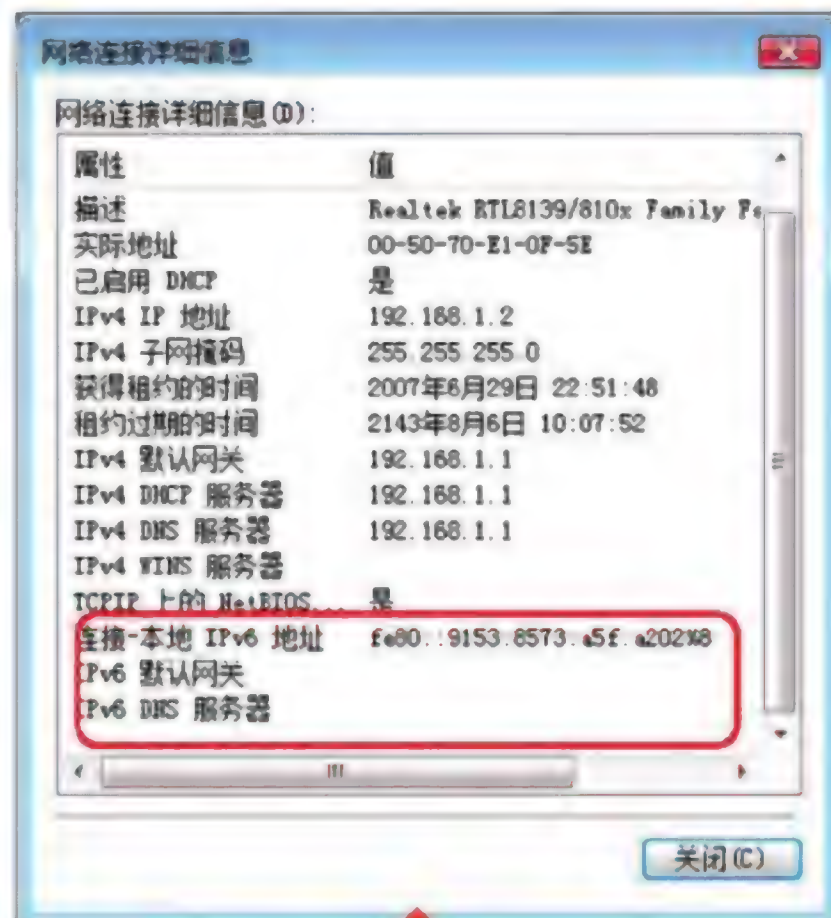 网络连接详细信息
网络连接详细信息(D):
属性 值
描述 Realtek RTL8139/810x Family Fa
实际地址 00-50-70-E1-0F-5E
已启用 DHCP 是
IPv4 IP 地址 192.168.1.2
IPv4 子网掩码 255.255.255.0
获得租约的时间 2007年6月29日 22:51:48
租约过期的时间 2143年8月6日 10:07:52
IPv4 默认网关 192.168.1.1
IPv4 DHCP 服务器 192.168.1.1
IPv4 DNS 服务器 192.168.1.1
IPv4 WINS 服务器
TCPIP 上的 NetBIOS... 是
连接-本地 IPv6 地址 fe80::9153:8573:a5f:a202%8
IPv6 默认网关
IPv6 DNS 服务器
关闭(C)